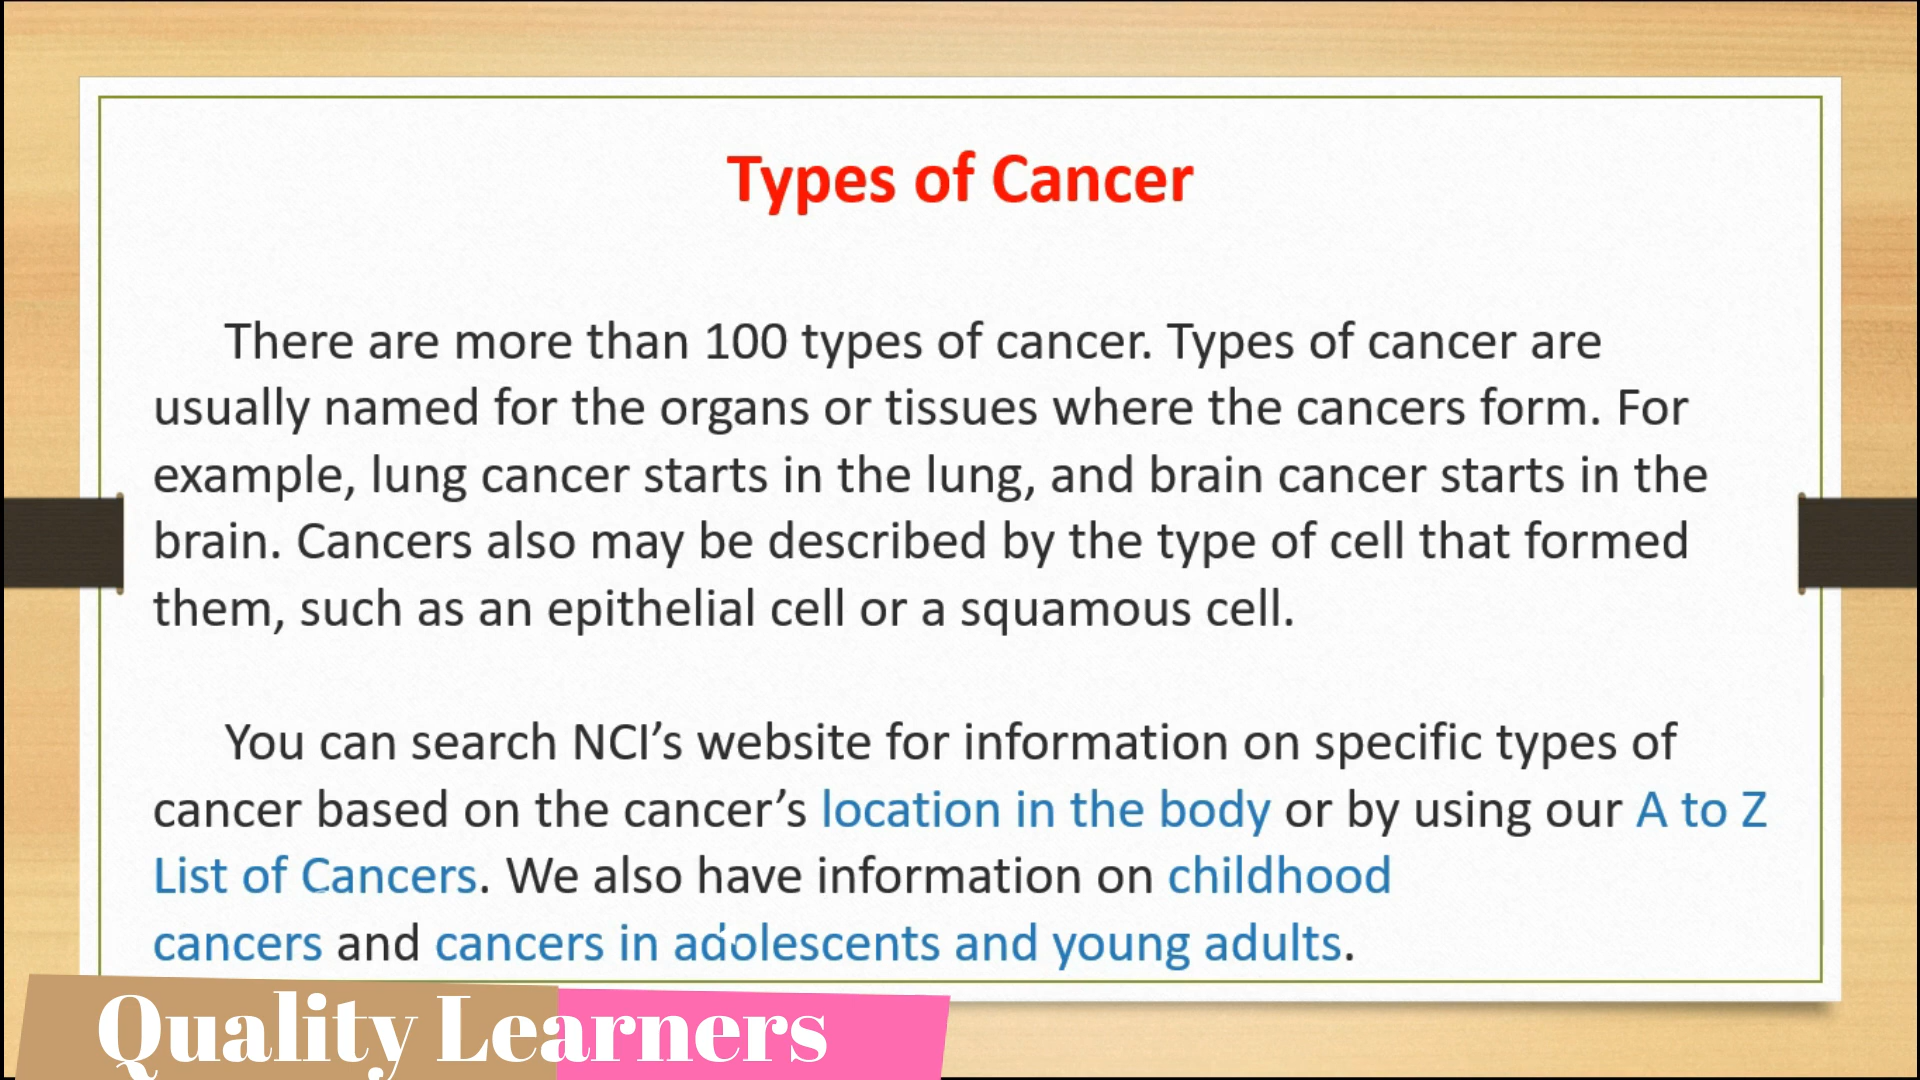 Types of Cancer
There are more than 100 types of cancer. Types of cancer are
usually named for the organs or tissues where the cancers form. For
example, lung cancer starts in the lung, and brain cancer starts in the
brain. Cancers also may be described by the type of cell that formed
them, such as an epithelial cell or a squamous cell.
You can search NCI’s website for information on specific types of
cancer based on the cancer’s location in the body or by using our A to Z
List of Cancers. We also have information on childhood
cancers and cancers in adolescents and young adults.
Quality Learners